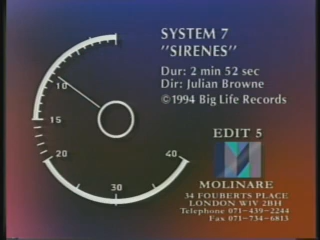 SYSTEM 7
"SIRENES"
Dur: 2 min 52 sec
Dir: Julian Browne
©1994 Big Life Records
10
15
20
30
40
EDIT 5
MOLINARE
34 FOUBERTS PLACE
LONDON W1V 2BH
Telephone 071-439-2244
Fax 071-734-6813